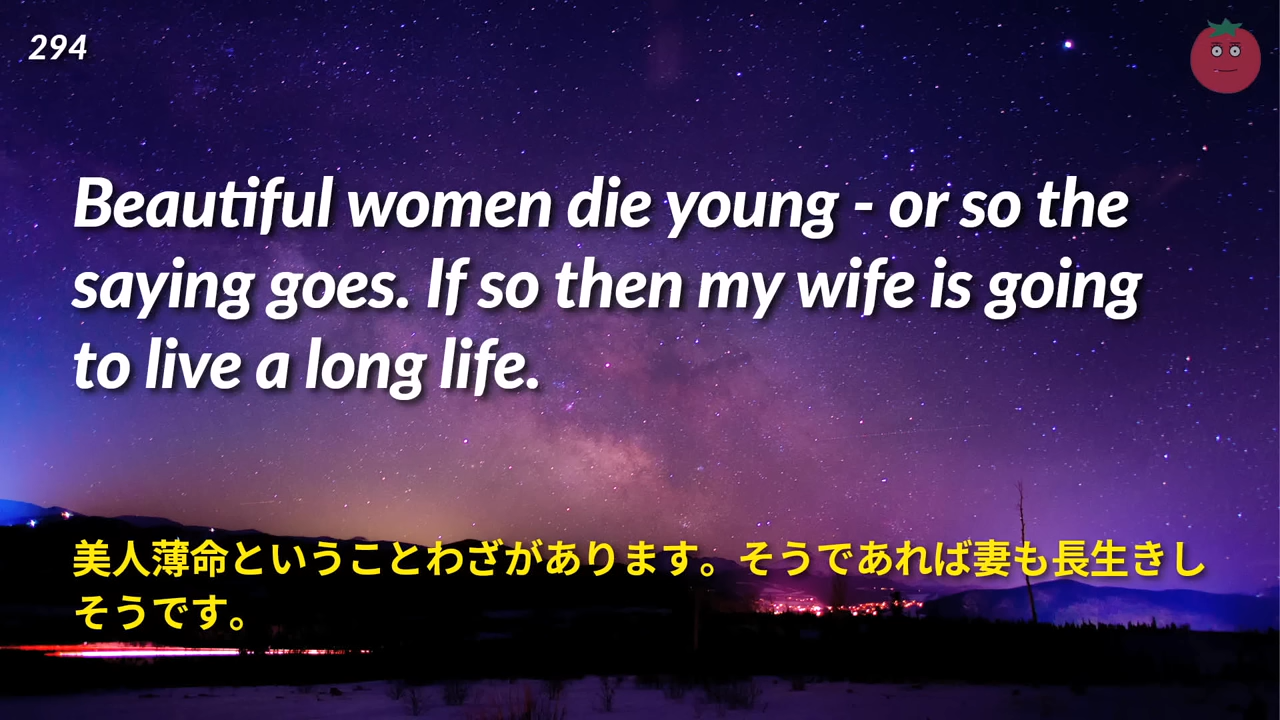 294
Beautiful women die young - or so the
saying goes. If so then my wife is going
to live a long life.
美人薄命ということわざがあります。そうであれば妻も長生きし
そうです。